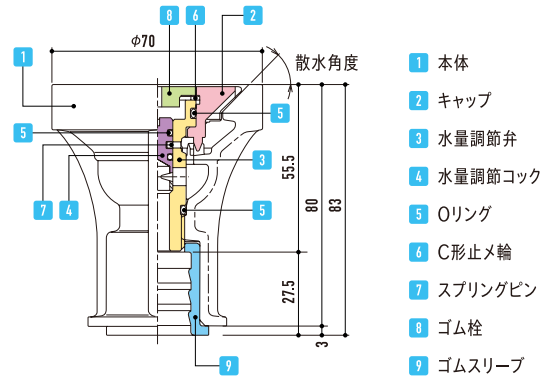 8 6 2
φ70
散水角度
1
5
5
3
7 4
5
55.5
80
83
27.5
3
9
1 本体
2 キャップ
3 水量調節弁
4 水量調節コック
5 Oリング
6 C形止メ輪
7 スプリングピン
8 ゴム栓
9 ゴムスリーブ